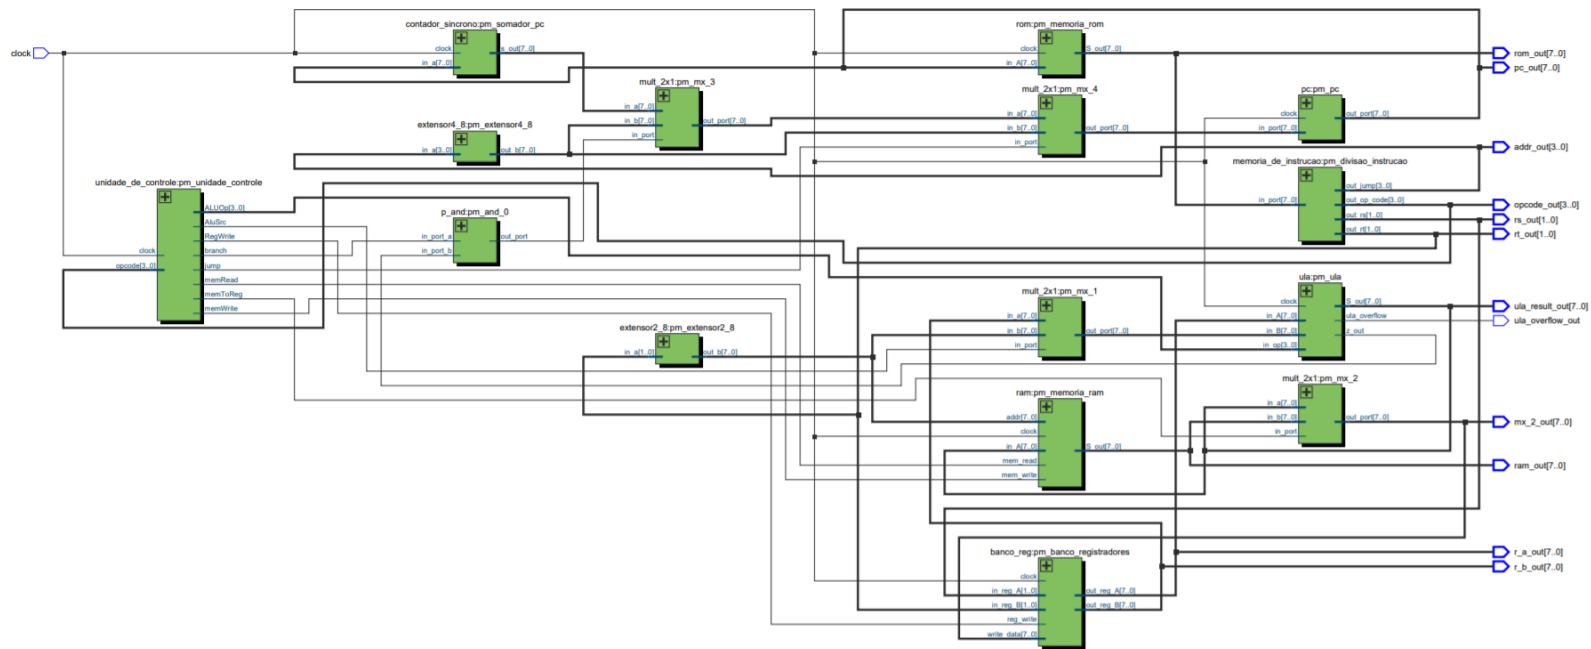 clock
contador_sincrono:pm_somador_pc
clock
in_a[7..0]
s_out[7..0]
mult_2x1:pm_mx_3
in_a[7..0]
in_b[7..0]
in_port
out_port[7..0]
extensor4_8:pm_extensor4_8
in_a[3..0]
out_b[7..0]
unidade_de_controle:pm_unidade_controle
clock
opcode[3..0]
ALUOp[3..0]
AluSrc
RegWrite
branch
jump
memRead
memToReg
memWrite
p_and:pm_and_0
in_port_a
in_port_b
out_port
extensor2_8:pm_extensor2_8
in_a[1..0]
out_b[7..0]
rom:pm_memoria_rom
clock
in_A[7..0]
S_out[7..0]
mult_2x1:pm_mx_4
in_a[7..0]
in_b[7..0]
in_port
out_port[7..0]
pc:pm_pc
clock
in_port[7..0]
out_port[7..0]
memoria_de_instrucao:pm_divisao_instrucao
in_port[7..0]
out_jump[3..0]
out_op_code[3..0]
out_rs[1..0]
out_rt[1..0]
mult_2x1:pm_mx_1
in_a[7..0]
in_b[7..0]
in_port
out_port[7..0]
ula:pm_ula
clock
in_A[7..0]
in_B[7..0]
in_op[3..0]
S_out[7..0]
ula_overflow
z_out
mult_2x1:pm_mx_2
in_a[7..0]
in_b[7..0]
in_port
out_port[7..0]
ram:pm_memoria_ram
addr[7..0]
clock
in_A[7..0]
mem_read
mem_write
S_out[7..0]
banco_reg:pm_banco_registradores
clock
in_reg_A[1..0]
in_reg_B[1..0]
reg_write
write_data[7..0]
out_reg_A[7..0]
out_reg_B[7..0]
rom_out[7..0]
pc_out[7..0]
addr_out[3..0]
opcode_out[3..0]
rs_out[1..0]
rt_out[1..0]
ula_result_out[7..0]
ula_overflow_out
mx_2_out[7..0]
ram_out[7..0]
r_a_out[7..0]
r_b_out[7..0]